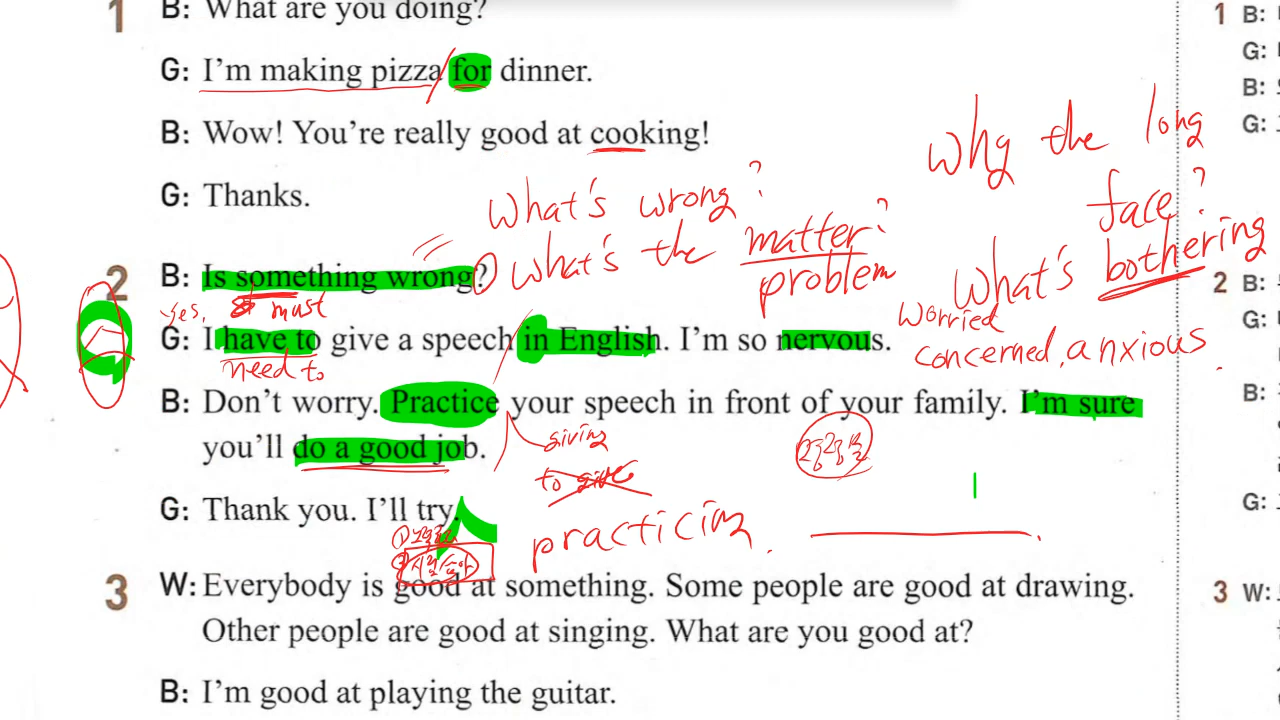 1 B: What are you doing?
G: I'm making pizza / for dinner.
B: Wow! You're really good at cooking!
G: Thanks.
why the long
face?
What's wrong?
What's the matter?
problem
What's bothering
2 B: Is something wrong?
yes, must
G: I have to give a speech in English. I'm so nervous.
need to
worried
concerned, anxious
B: Don't worry. Practice your speech in front of your family. I'm sure
you'll do a good job.
giving
to give
G: Thank you. I'll try.
practicing.
3 W: Everybody is good at something. Some people are good at drawing.
Other people are good at singing. What are you good at?
B: I'm good at playing the guitar.
1 B:
G:
B:
G:
2 B:
G:
B:
G:
3 W: